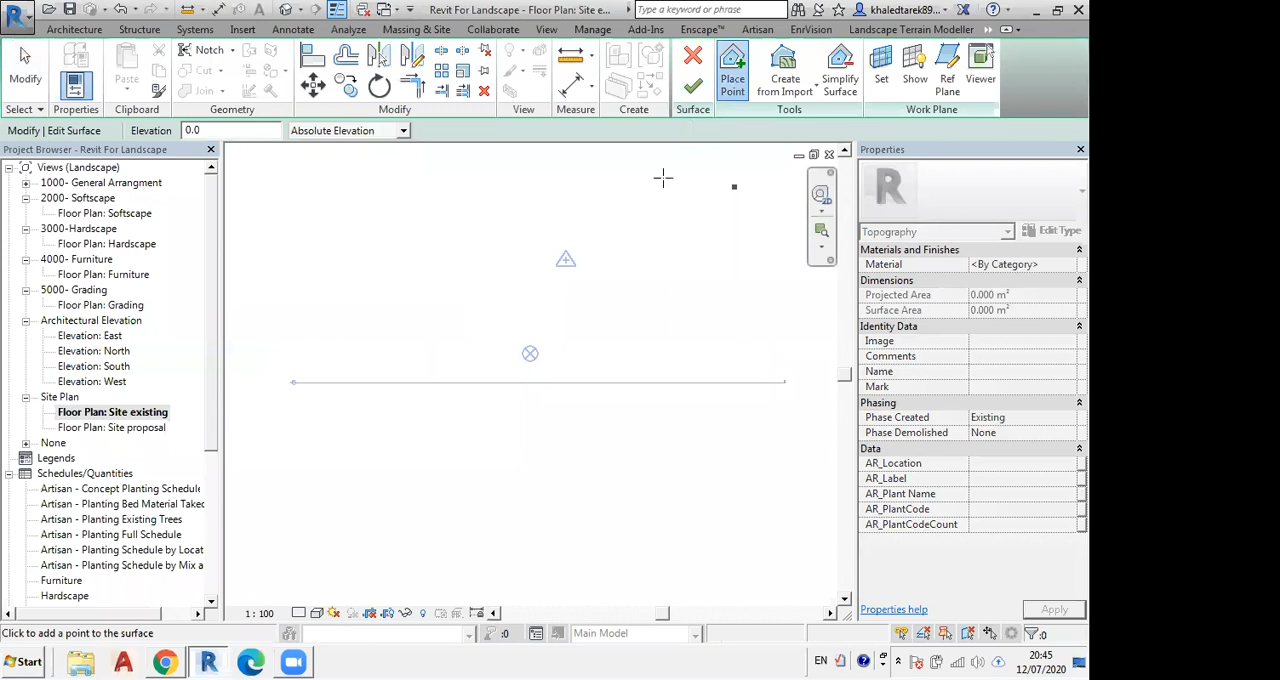 Revit For Landscape - Floor Plan: Site e...
Type a keyword or phrase
khaledtarek89...
Architecture Structure Systems Insert Annotate Analyze Massing & Site Collaborate View Manage Add-Ins Enscape™ Artisan EnVision Landscape Terrain Modeller
Modify
Paste
Notch
Cut
Join
Place Point
Create from Import
Simplify Surface
Set
Show
Ref Plane
Viewer
Select
Properties
Clipboard
Geometry
Modify
View
Measure
Create
Surface
Tools
Work Plane
Modify | Edit Surface
Elevation
0.0
Absolute Elevation
Project Browser - Revit For Landscape
Views (Landscape)
1000- General Arrangment
2000- Softscape
Floor Plan: Softscape
3000-Hardscape
Floor Plan: Hardscape
4000- Furniture
Floor Plan: Furniture
5000- Grading
Floor Plan: Grading
Architectural Elevation
Elevation: East
Elevation: North
Elevation: South
Elevation: West
Site Plan
Floor Plan: Site existing
Floor Plan: Site proposal
None
Legends
Schedules/Quantities
Artisan - Concept Planting Schedule
Artisan - Planting Bed Material Takeo
Artisan - Planting Existing Trees
Artisan - Planting Full Schedule
Artisan - Planting Schedule by Locat
Artisan - Planting Schedule by Mix a
Furniture
Hardscape
2D
1 : 100
Properties
R
Topography
Edit Type
Materials and Finishes
Material <By Category>
Dimensions
Projected Area 0.000 m²
Surface Area 0.000 m²
Identity Data
Image
Comments
Name
Mark
Phasing
Phase Created Existing
Phase Demolished None
Data
AR_Location
AR_Label
AR_Plant Name
AR_PlantCode
AR_PlantCodeCount
Properties help
Apply
Click to add a point to the surface
:0
Main Model
:0
Start
EN
20:45
12/07/2020